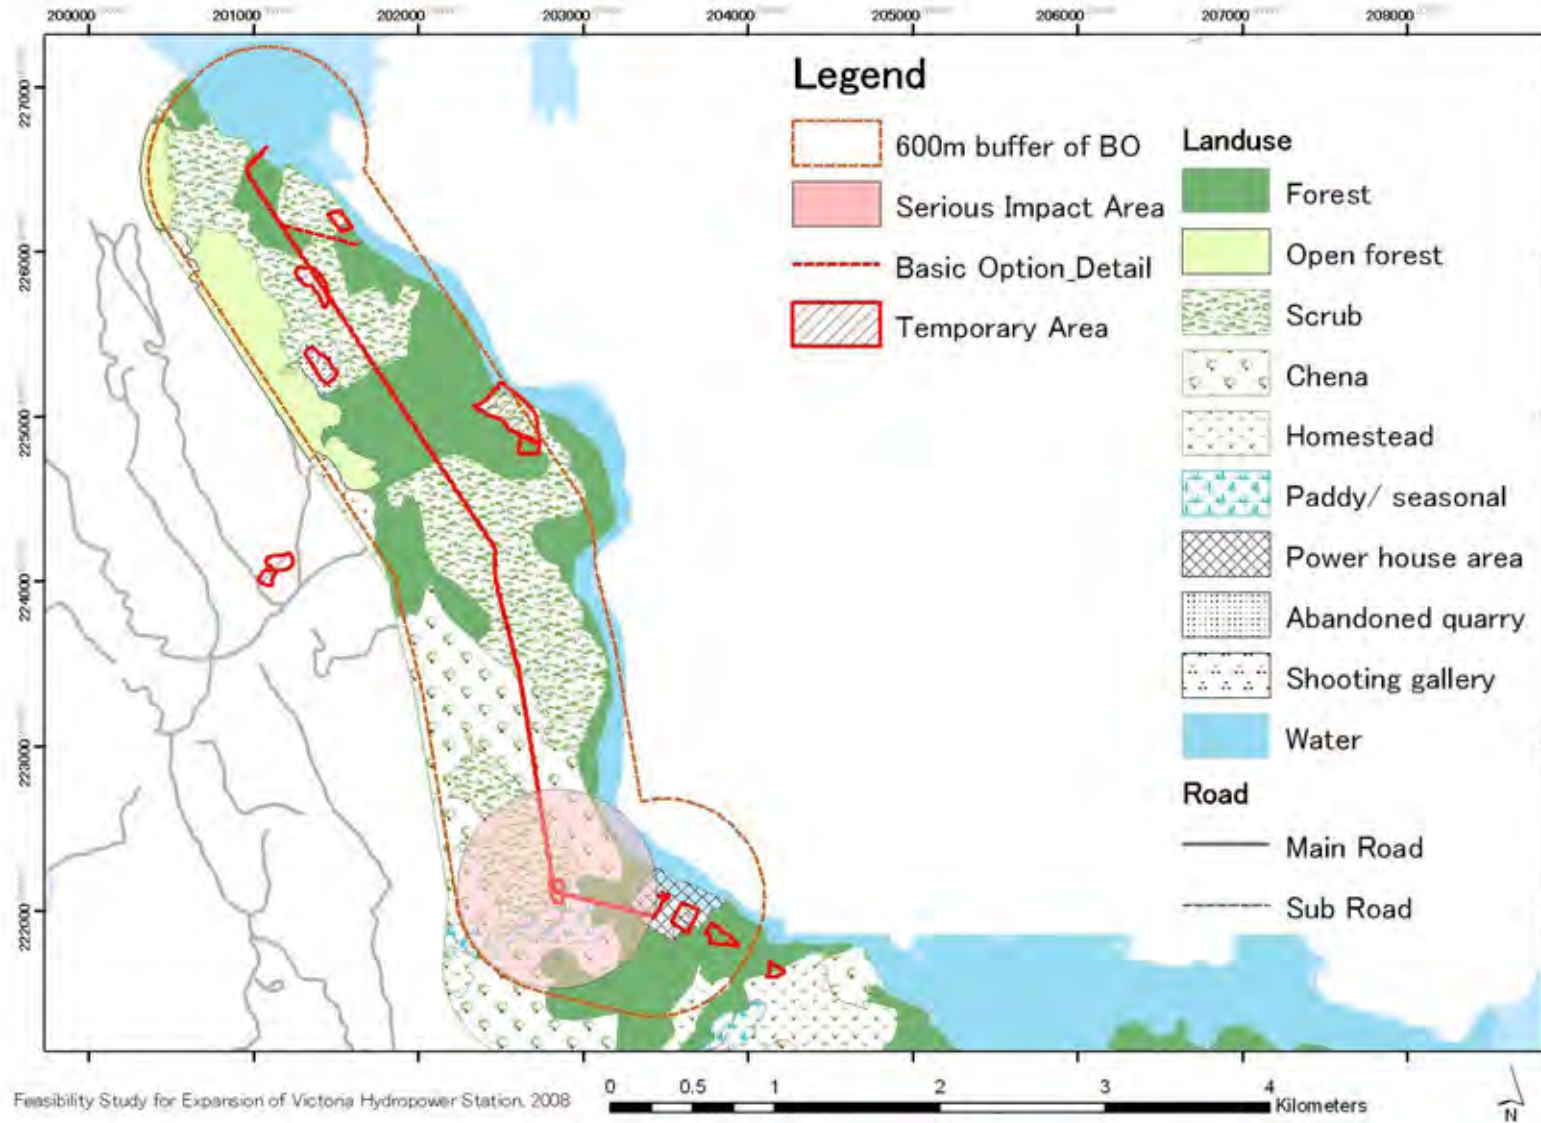 200000 201000 202000 203000 204000 205000 206000 207000 208000
227000
226000
225000
224000
223000
222000
Legend
600m buffer of BO
Serious Impact Area
Basic Option_Detail
Temporary Area
Landuse
Forest
Open forest
Scrub
Chena
Homestead
Paddy/ seasonal
Power house area
Abandoned quarry
Shooting gallery
Water
Road
Main Road
Sub Road
Feasibility Study for Expansion of Victoria Hydropower Station, 2008
0 0.5 1 2 3 4
Kilometers
N